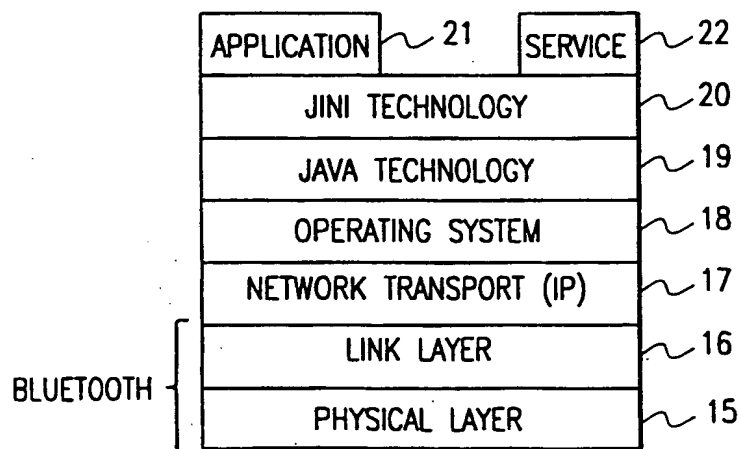 APPLICATION 21 SERVICE 22
JINI TECHNOLOGY 20
JAVA TECHNOLOGY 19
OPERATING SYSTEM 18
NETWORK TRANSPORT (IP) 17
LINK LAYER 16
BLUETOOTH
PHYSICAL LAYER 15